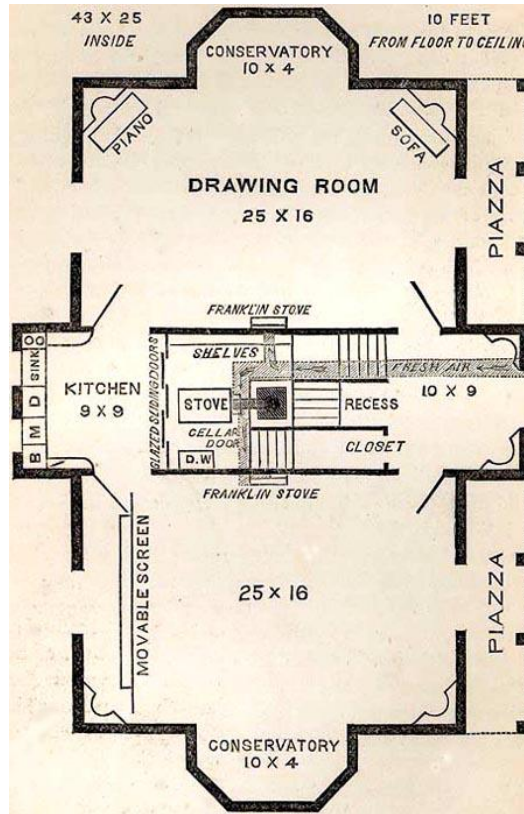 43 X 25
INSIDE
10 FEET
FROM FLOOR TO CEILING
CONSERVATORY
10 X 4
PIANO
SOFA
DRAWING ROOM
25 X 16
PIAZZA
FRANKLIN STOVE
SHELVES
FRESH AIR
SINK
D
M
B
KITCHEN
9 X 9
GLAZED SLIDING DOORS
STOVE
RECESS
10 X 9
CELLAR
DOOR
CLOSET
D.W
FRANKLIN STOVE
MOVABLE SCREEN
25 X 16
PIAZZA
CONSERVATORY
10 X 4